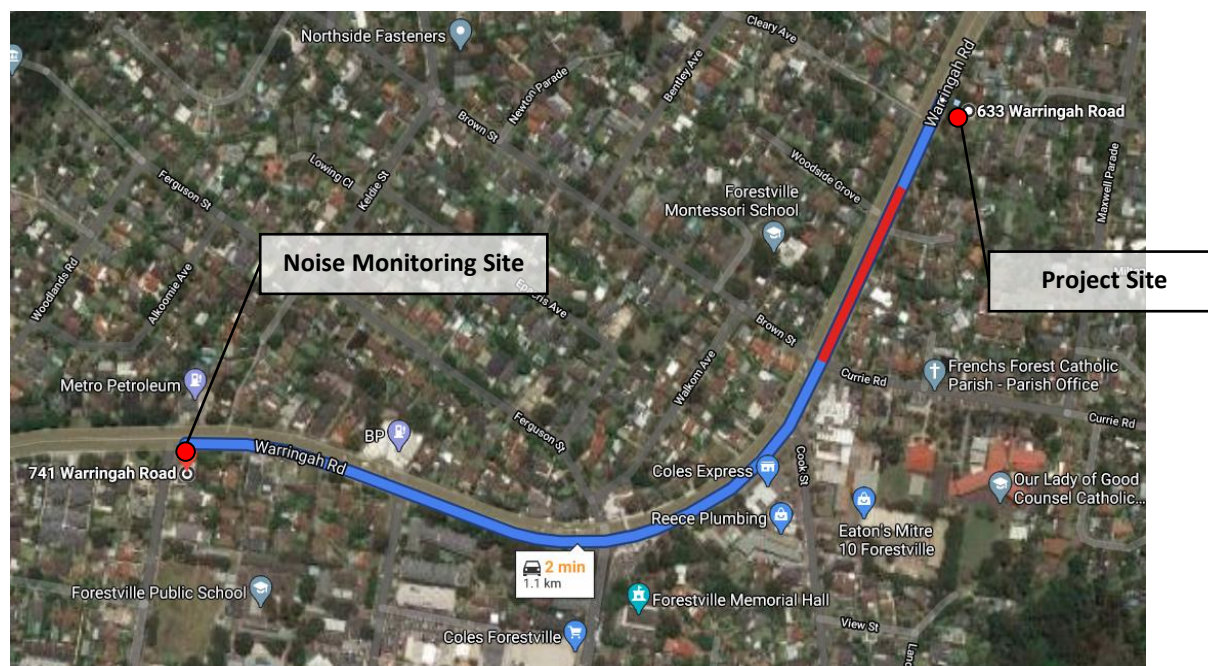 Cleary Ave
Northside Fasteners
Bentley Ave
Newton Parade
Warringah Rd
633 Warringah Road
Brown St
Lowing Cl
Keldie St
Woodside Grove
Maxwell Parade
Ferguson St
Forestville
Montessori School
Noise Monitoring Site
Project Site
Woodlands Rd
Alkoomie Ave
Brown St
Walkom Ave
Currie Rd
Frenchs Forest Catholic
Parish - Parish Office
Currie Rd
Metro Petroleum
Ferguson St
BP
Warringah Rd
741 Warringah Road
Coles Express
Cook St
Our Lady of Good
Counsel Catholic...
Reece Plumbing
Eaton's Mitre
10 Forestville
2 min
1.1 km
Forestville Public School
Forestville Memorial Hall
View St
Coles Forestville